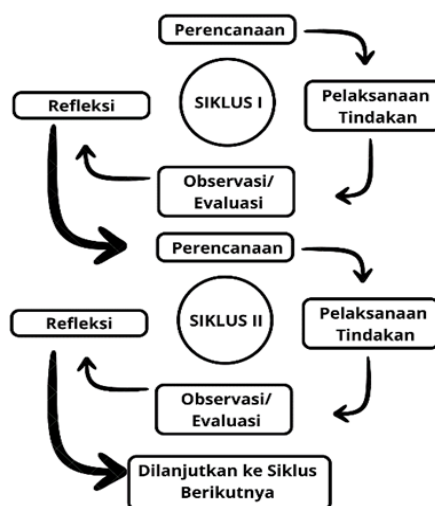 Perencanaan
SIKLUS I
Pelaksanaan
Tindakan
Refleksi
Observasi/
Evaluasi
Perencanaan
SIKLUS II
Pelaksanaan
Tindakan
Refleksi
Observasi/
Evaluasi
Dilanjutkan ke Siklus
Berikutnya